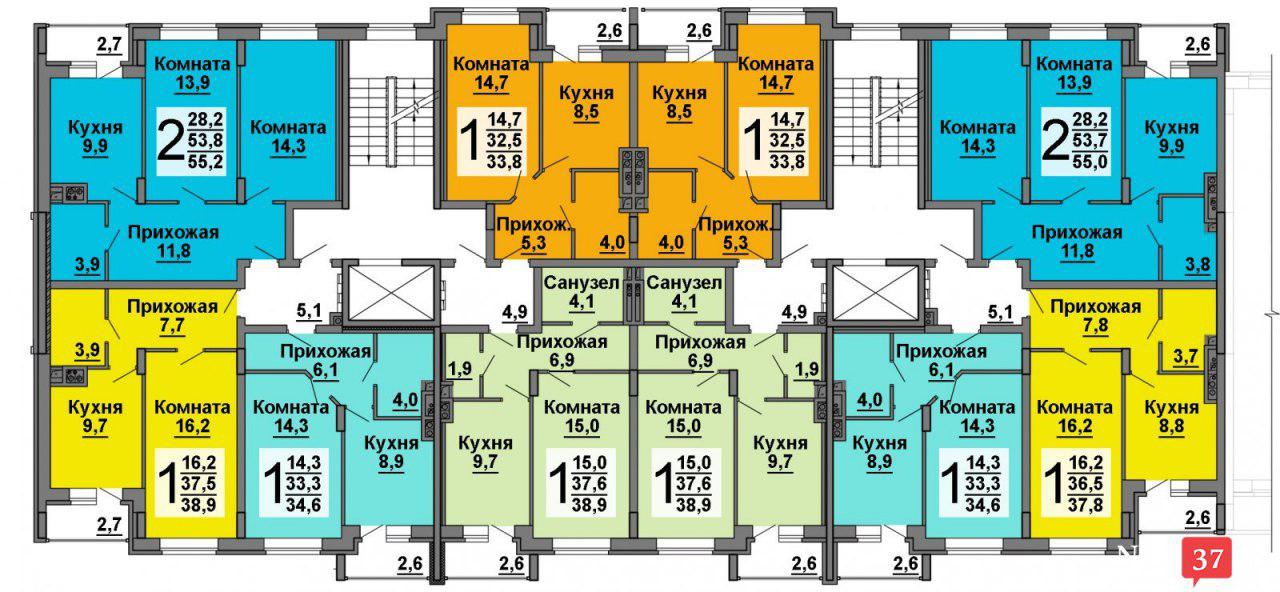 2,7
Комната
13,9
2
28,2
53,8
55,2
Кухня
9,9
Комната
14,3
Прихожая
11,8
3,9
Комната
14,7
1
14,7
32,5
33,8
2,6
Кухня
8,5
Прихож.
5,3
4,0
2,6
Кухня
8,5
Комната
14,7
1
14,7
32,5
33,8
Прихож.
5,3
4,0
Комната
14,3
Комната
13,9
2
28,2
53,7
55,0
2,6
Кухня
9,9
Прихожая
11,8
3,8
Прихожая
7,7
3,9
Кухня
9,7
Комната
16,2
1
16,2
37,5
38,9
2,7
5,1
Прихожая
6,1
4,0
Комната
14,3
1
14,3
33,3
34,6
Кухня
8,9
2,6
4,9
Санузел
4,1
Прихожая
6,9
1,9
Кухня
9,7
Комната
15,0
1
15,0
37,6
38,9
2,6
Санузел
4,1
4,9
Прихожая
6,9
1,9
Комната
15,0
1
15,0
37,6
38,9
Кухня
9,7
2,6
5,1
Прихожая
6,1
4,0
Кухня
8,9
Комната
14,3
1
14,3
33,3
34,6
2,6
Прихожая
7,8
3,7
Комната
16,2
1
16,2
36,5
37,8
Кухня
8,8
2,6
N
37